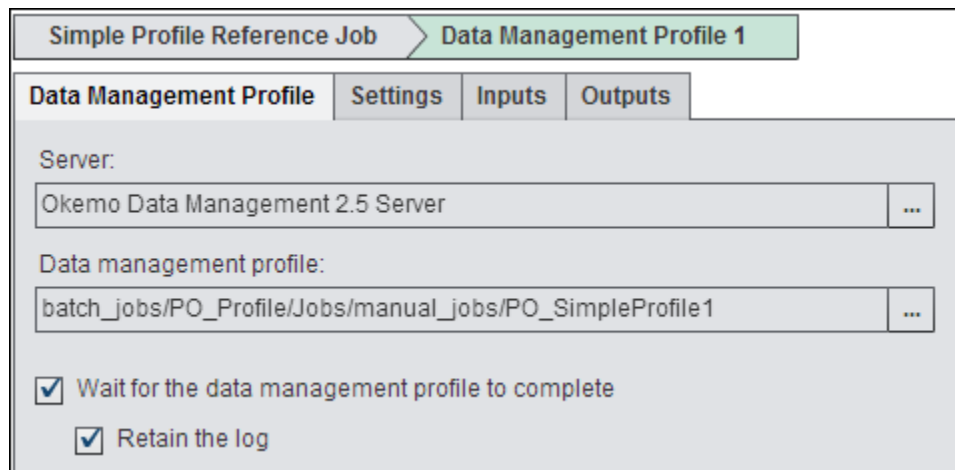 Simple Profile Reference Job Data Management Profile 1
Data Management Profile Settings Inputs Outputs
Server:
Okemo Data Management 2.5 Server ...
Data management profile:
batch_jobs/PO_Profile/Jobs/manual_jobs/PO_SimpleProfile1 ...
Wait for the data management profile to complete
Retain the log